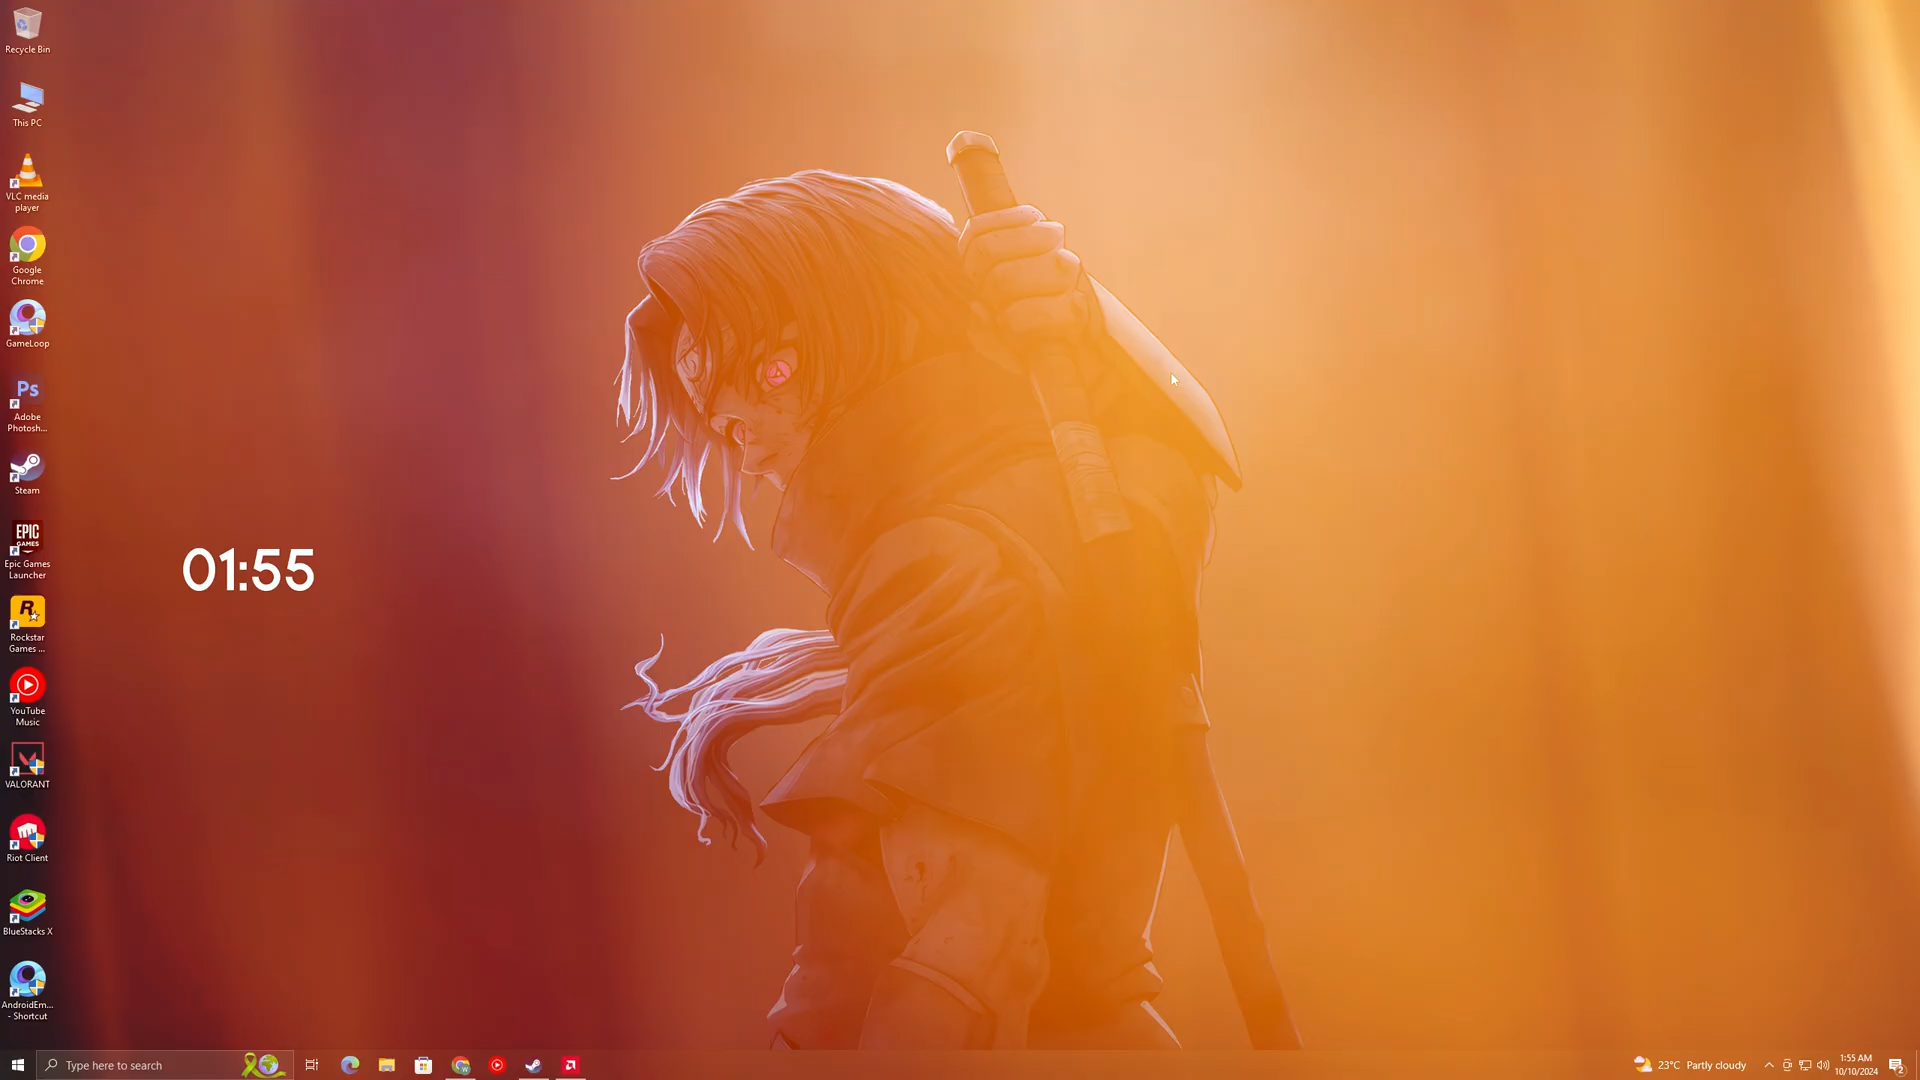 Recycle Bin
This PC
VLC media
player
Google
Chrome
GameLoop
Ps
Adobe
Photosh...
Steam
EPIC
GAMES
Epic Games
Launcher
R
Rockstar
Games ...
YouTube
Music
VALORANT
Riot Client
BlueStacks X
AndroidEm...
- Shortcut
01:55
Type here to search
W
23°C Partly cloudy
1:55 AM
10/10/2024
2